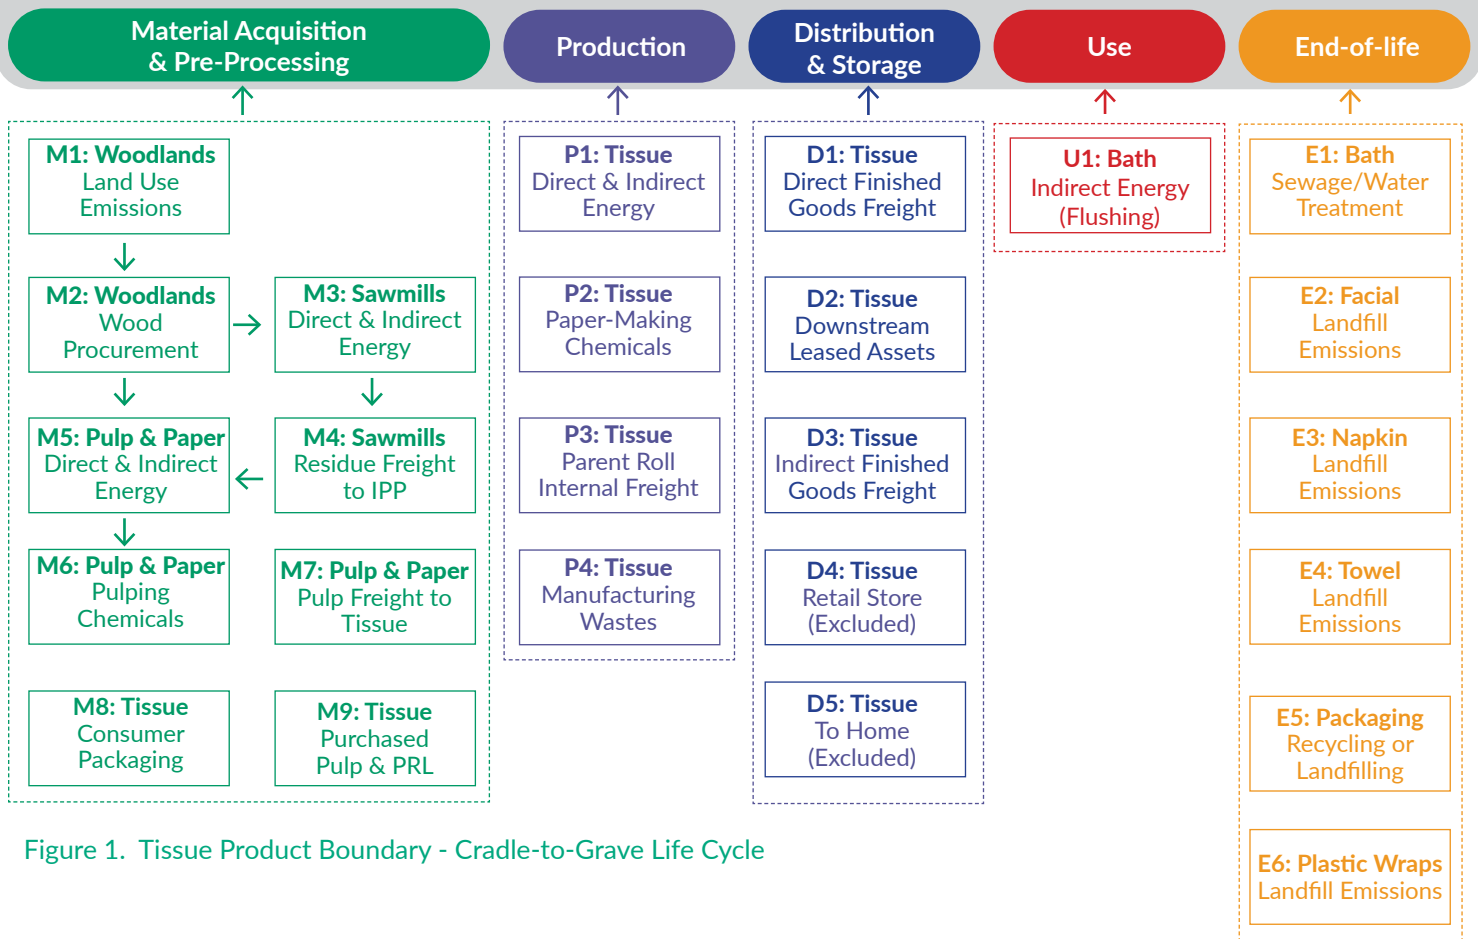 Material Acquisition
& Pre-Processing
Production
Distribution
& Storage
Use
End-of-life
M1: Woodlands
Land Use
Emissions
M2: Woodlands
Wood
Procurement
M3: Sawmills
Direct & Indirect
Energy
M5: Pulp & Paper
Direct & Indirect
Energy
M4: Sawmills
Residue Freight
to IPP
M6: Pulp & Paper
Pulping
Chemicals
M7: Pulp & Paper
Pulp Freight to
Tissue
M8: Tissue
Consumer
Packaging
M9: Tissue
Purchased
Pulp & PRL
P1: Tissue
Direct & Indirect
Energy
P2: Tissue
Paper-Making
Chemicals
P3: Tissue
Parent Roll
Internal Freight
P4: Tissue
Manufacturing
Wastes
D1: Tissue
Direct Finished
Goods Freight
D2: Tissue
Downstream
Leased Assets
D3: Tissue
Indirect Finished
Goods Freight
D4: Tissue
Retail Store
(Excluded)
D5: Tissue
To Home
(Excluded)
U1: Bath
Indirect Energy
(Flushing)
E1: Bath
Sewage/Water
Treatment
E2: Facial
Landfill
Emissions
E3: Napkin
Landfill
Emissions
E4: Towel
Landfill
Emissions
E5: Packaging
Recycling or
Landfilling
E6: Plastic Wraps
Landfill Emissions
Figure 1. Tissue Product Boundary - Cradle-to-Grave Life Cycle